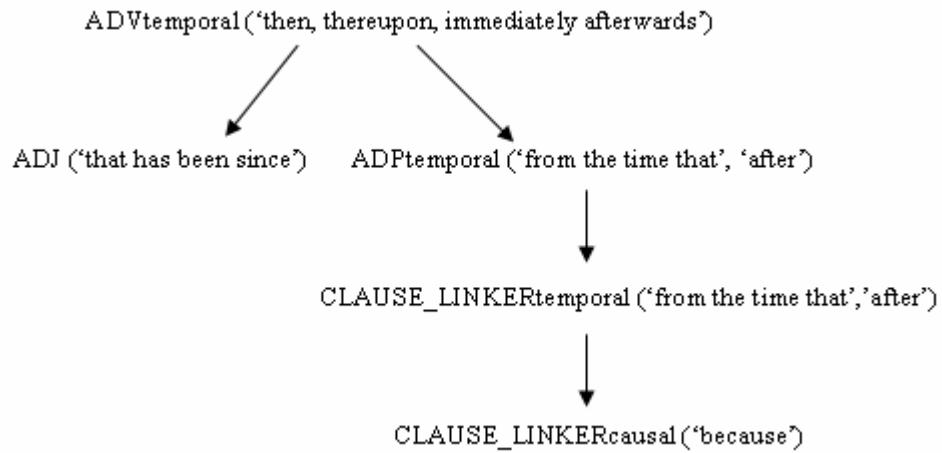 ADVtemporal (‘then, thereupon, immediately afterwards’)
ADJ (‘that has been since’) ADPtemporal (‘from the time that’, ‘after’)
CLAUSE_LINKERtemporal (‘from the time that’,’after’)
CLAUSE_LINKERcausal (‘because’)